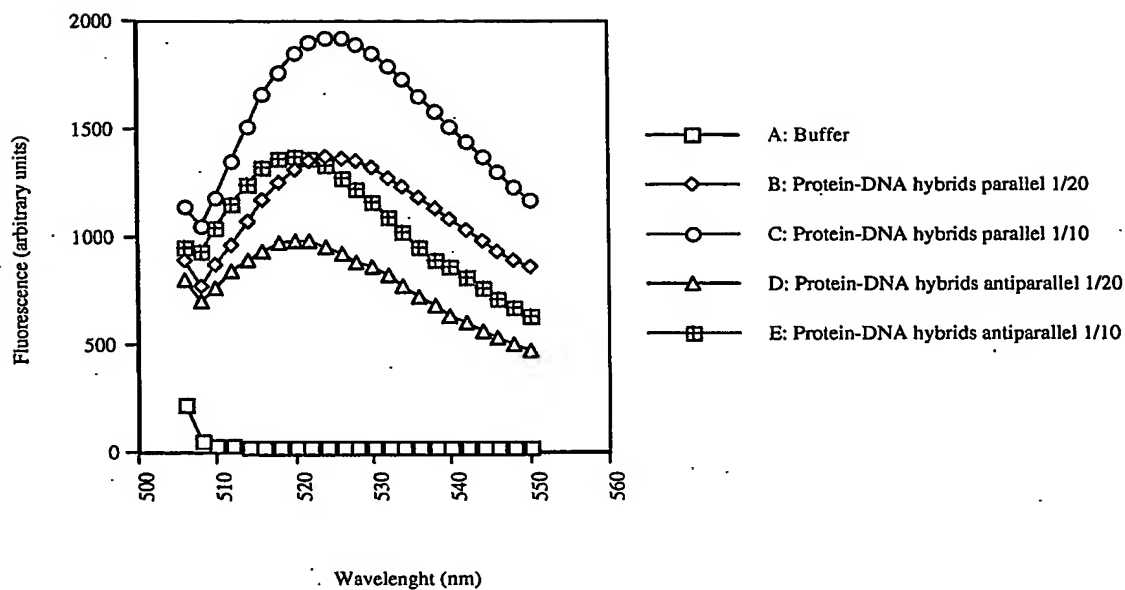 2000
1500
1000
500
0
Fluorescence (arbitrary units)
500
510
520
530
540
550
560
Wavelenght (nm)
A: Buffer
B: Protein-DNA hybrids parallel 1/20
C: Protein-DNA hybrids parallel 1/10
D: Protein-DNA hybrids antiparallel 1/20
E: Protein-DNA hybrids antiparallel 1/10